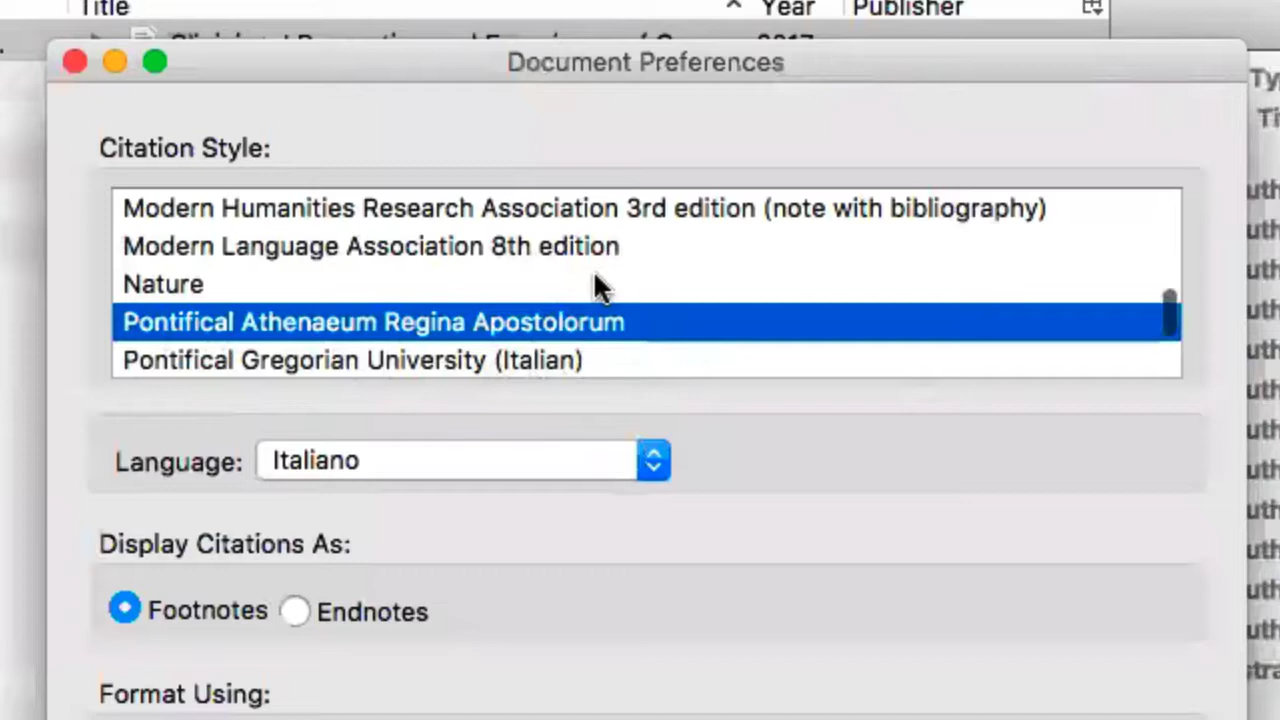 Title Year Publisher
2017
Document Preferences
Citation Style:
Modern Humanities Research Association 3rd edition (note with bibliography)
Modern Language Association 8th edition
Nature
Pontifical Athenaeum Regina Apostolorum
Pontifical Gregorian University (Italian)
Language: Italiano
Display Citations As:
Footnotes Endnotes
Format Using: